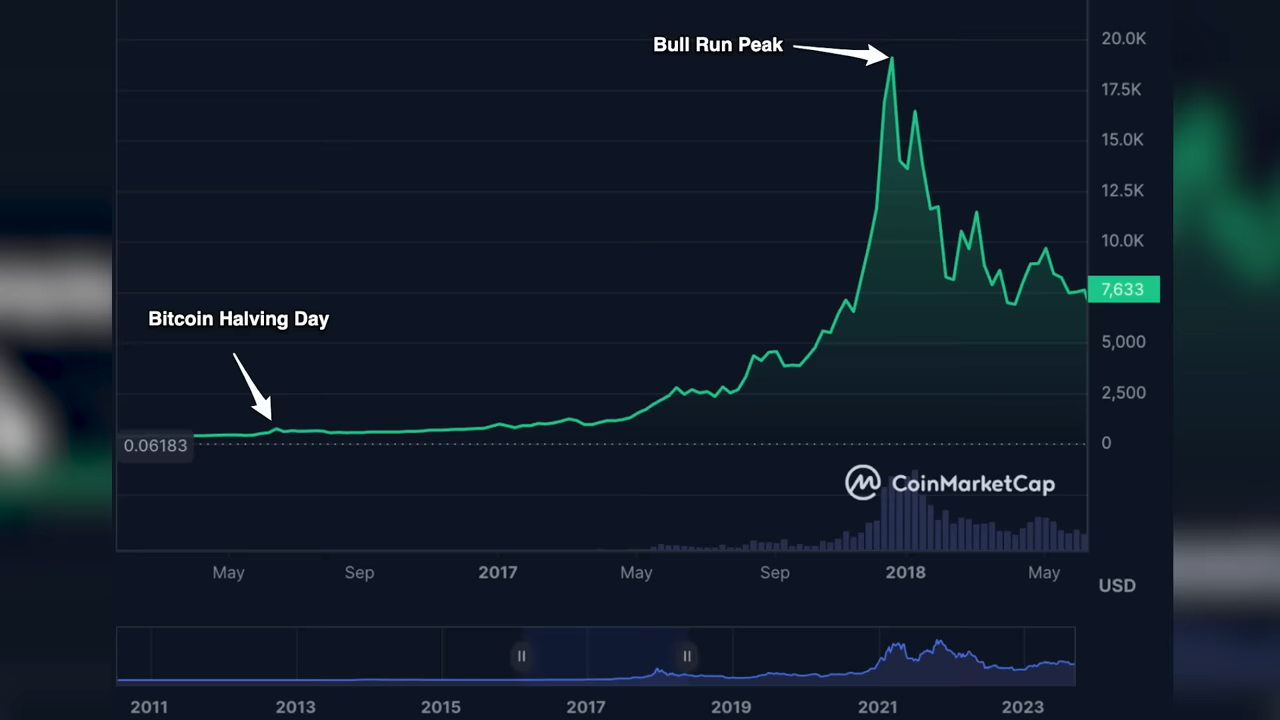 Bull Run Peak
20.0K
17.5K
15.0K
12.5K
10.0K
7,633
5,000
2,500
0
Bitcoin Halving Day
0.06183
CoinMarketCap
May Sep 2017 May Sep 2018 May
USD
2011 2013 2015 2017 2019 2021 2023